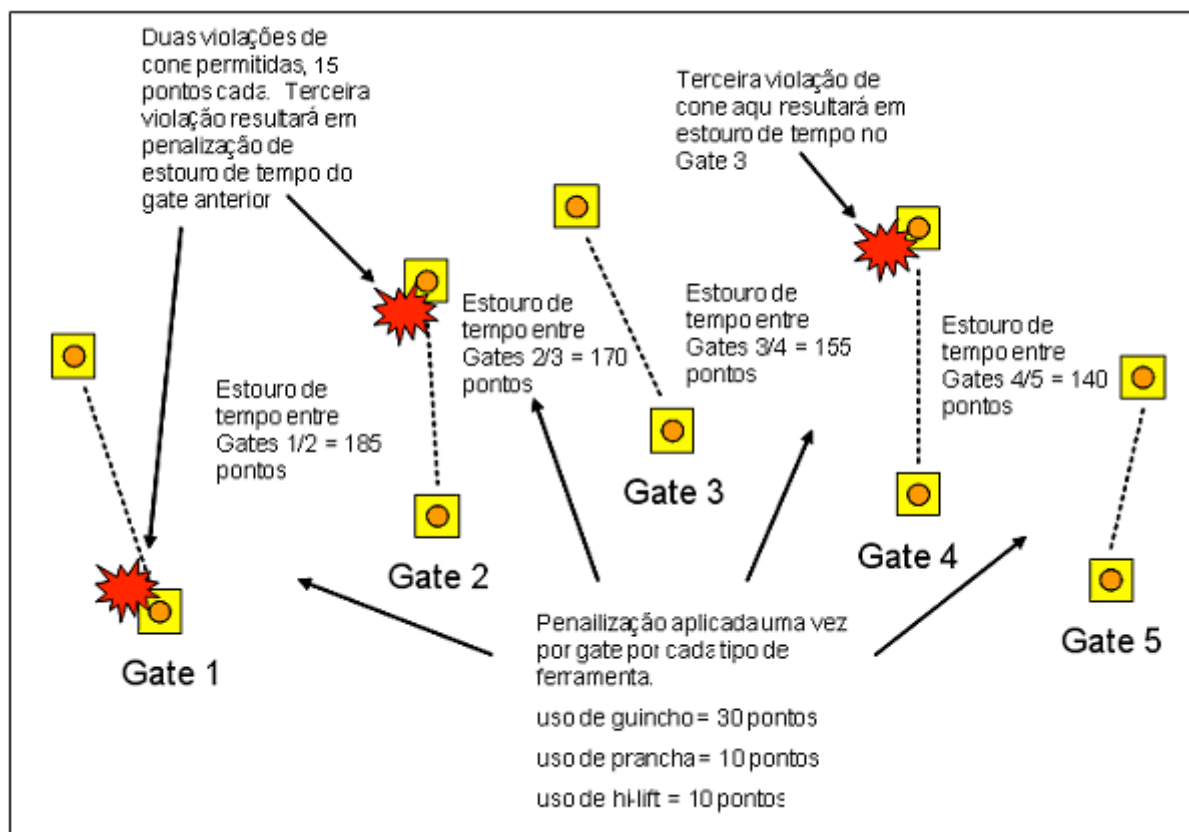 Duas violações de
cone permitidas, 15
pontos cada. Terceira
violação resultará em
penalização de
estouro de tempo do
gate anterior
Terceira violação de
cone aqu resultará em
estouro de tempo no
Gate 3
Estouro de
tempo entre
Gates 1/2 = 185
pontos
Estouro de
tempo entre
Gates 2/3 = 170
pontos
Estouro de
tempo entre
Gates 3/4 = 155
pontos
Estouro de
tempo entre
Gates 4/5 = 140
pontos
Gate 1
Gate 2
Gate 3
Gate 4
Gate 5
Penailização aplicada uma vez
por gate por cada tipo de
ferramenta.
uso de guincho = 30 pontos
uso de prancha = 10 pontos
uso de hi-lift = 10 pontos